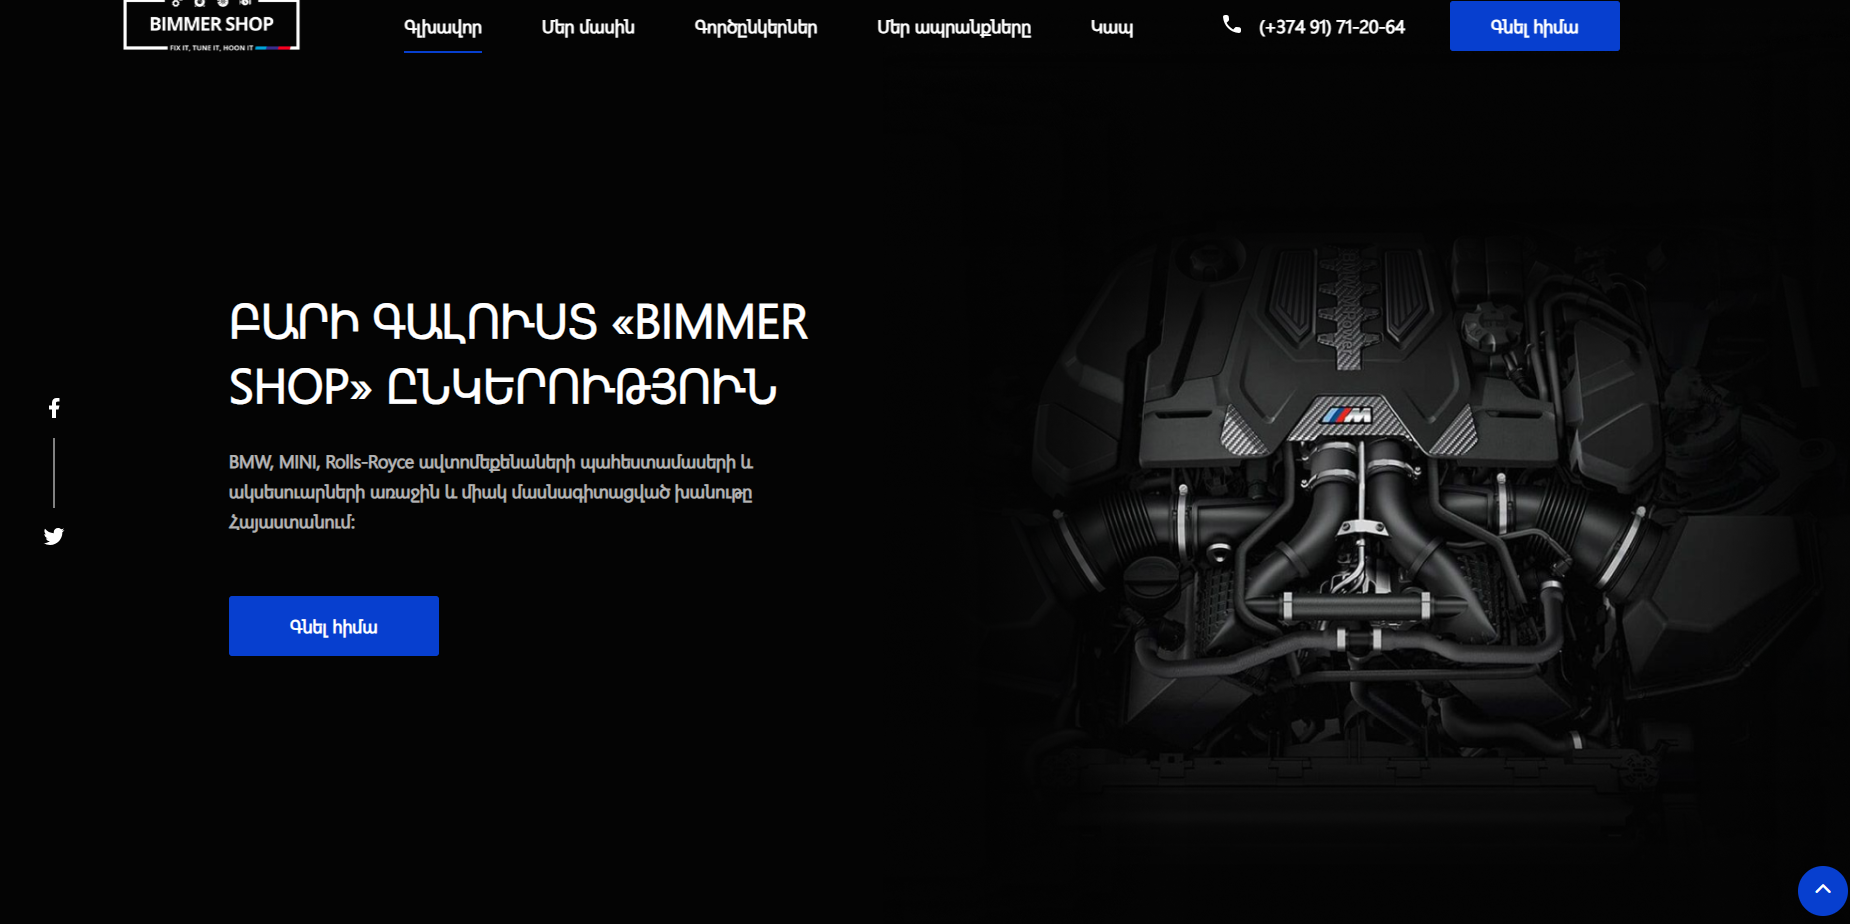 BIMMER SHOP
FIX IT, TUNE IT, HOON IT
Գլխավոր
Մեր մասին
Գործընկերներ
Մեր ապրանքները
Կապ
(+374 91) 71-20-64
Գնել հիմա
ԲԱՐԻ ԳԱԼՈՒՍՏ «BIMMER
SHOP» ԸՆԿԵՐՈՒԹՅՈՒՆ
BMW, MINI, Rolls-Royce ավտոմեքենաների պահեստամասերի և
ակսեսուարների առաջին և միակ մասնագիտացված խանութը
Հայաստանում:
Գնել հիմա
M